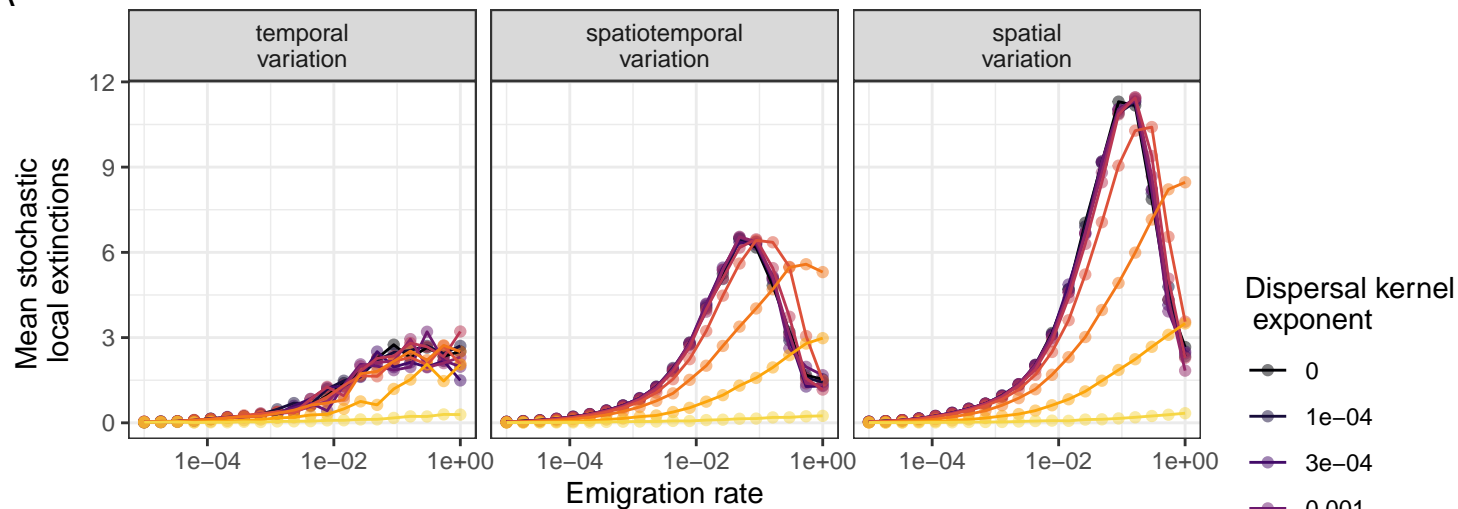 temporal
variation
spatiotemporal
variation
spatial
variation
12
9
6
3
0
Mean stochastic
local extinctions
1e−04 1e−02 1e+00 1e−04 1e−02 1e+00 1e−04 1e−02 1e+00
Emigration rate
Dispersal kernel
exponent
0
1e−04
3e−04
0.001